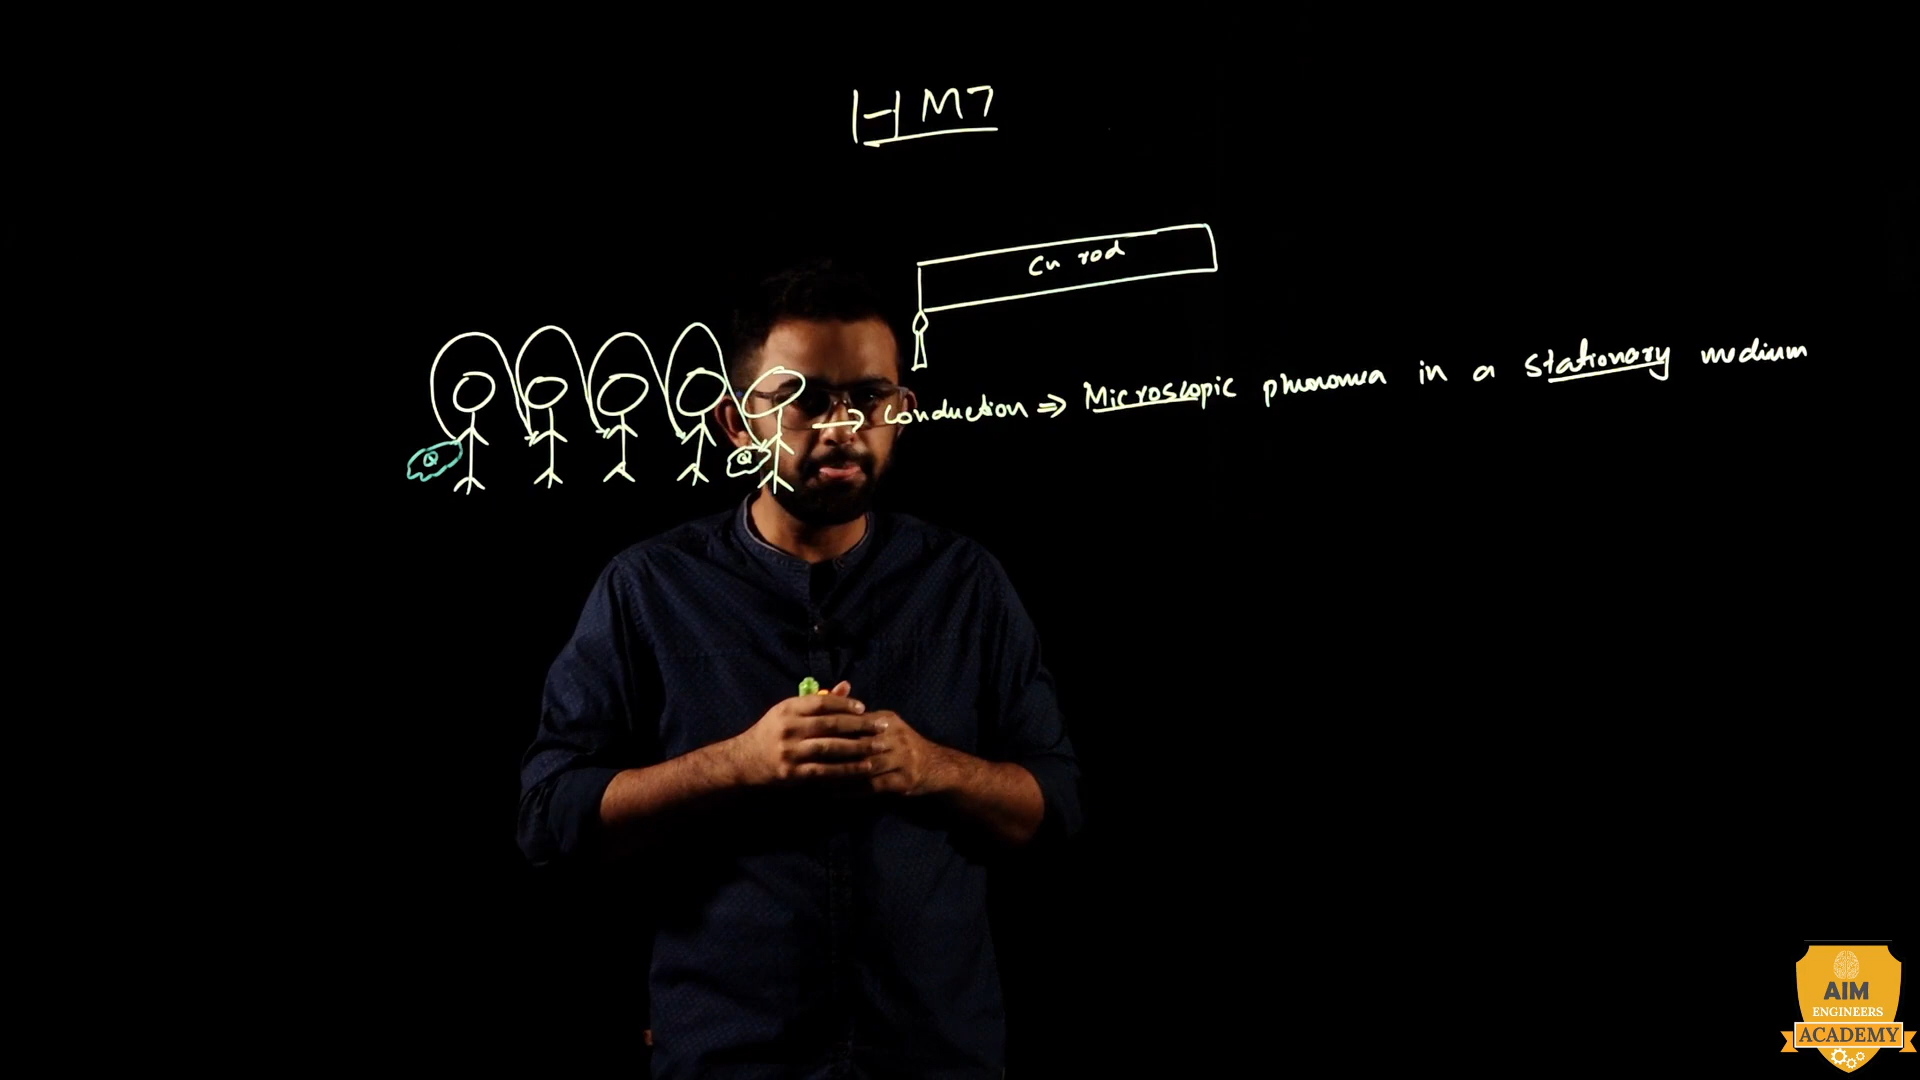 HMT
Cu rod
Q
Q
→ Conduction ⇒ Microscopic phenomena in a stationary medium
AIM
ENGINEERS
ACADEMY